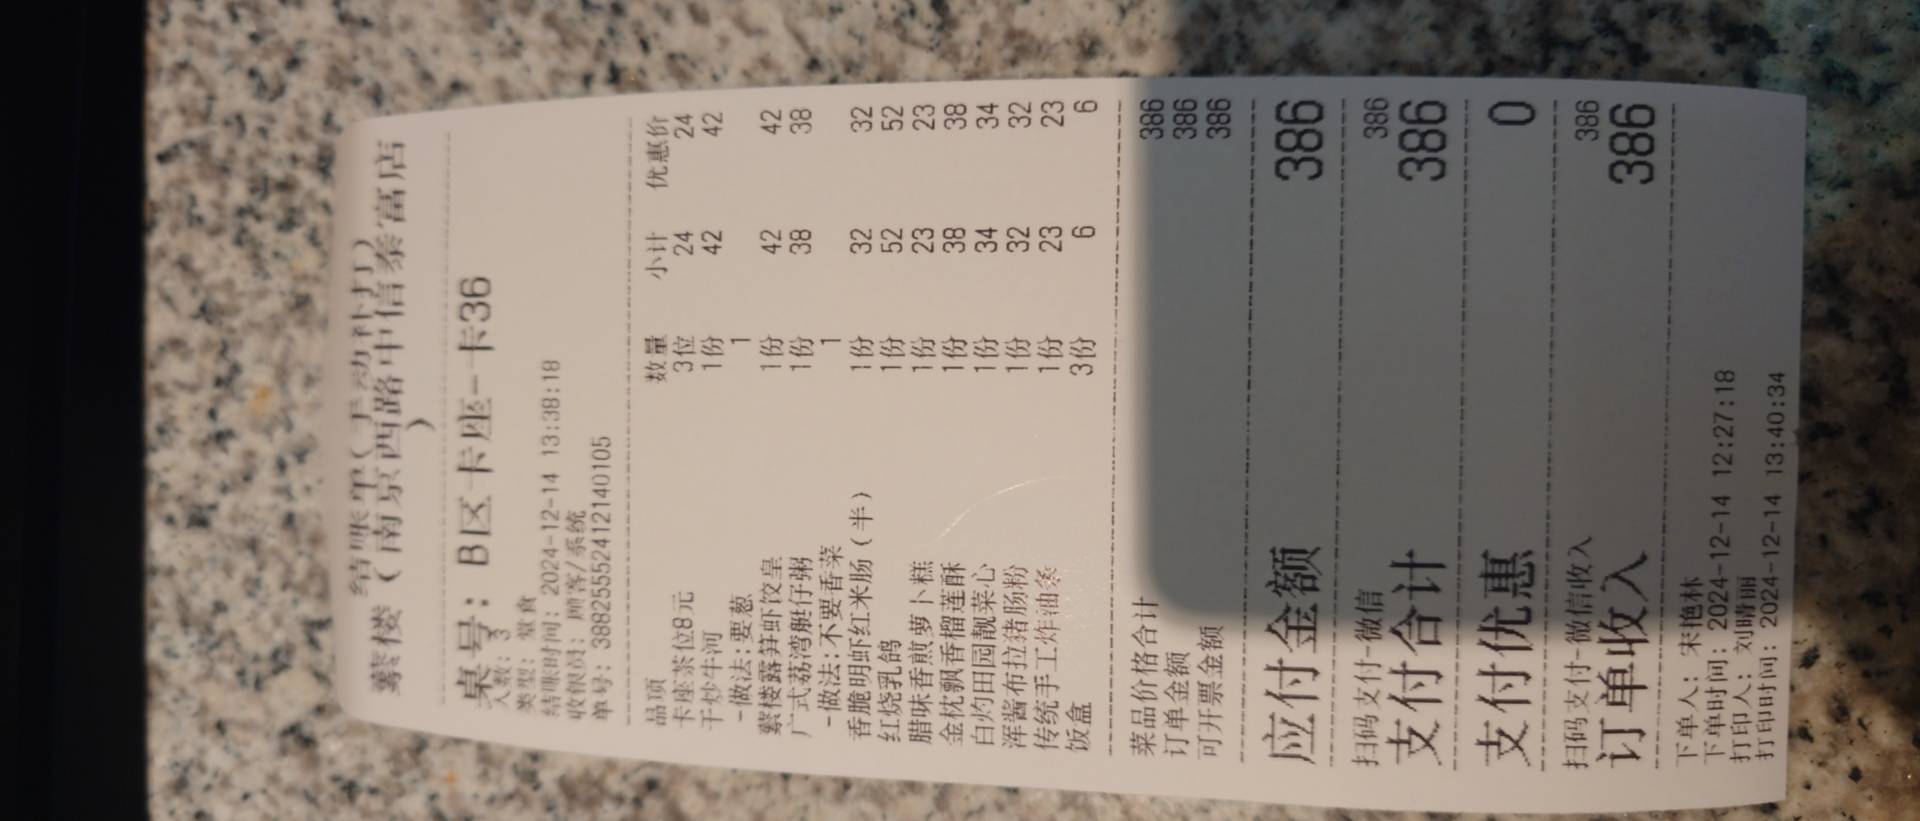 结账单(手动补打)
蘩楼（南京西路中信泰富店
）
桌号: B区卡座-卡36
人数: 3
类型: 堂食
结账时间: 2024-12-14 13:38:18
收银员: 顾客/系统
单号: 3882555241214010​5
品项 数量 小计 优惠价
卡座茶位8元 3位 24 24
干炒牛河 1份 42 42
-做法:要葱 1
蘩楼露笋虾饺皇 1份 42 42
广式荔湾艇仔粥 1份 38 38
-做法:不要香菜 1
香脆明虾红米肠（半） 1份 32 32
红烧乳鸽 1份 52 52
腊味香煎萝卜糕 1份 23 23
金枕飘香榴莲酥 1份 38 38
白灼田园靓菜心 1份 34 34
浑酱布拉猪肠粉 1份 32 32
传统手工炸油条 1份 23 23
饭盒 3份 6 6
菜品价格合计 386
订单金额 386
可开票金额 386
应付金额 386
扫码支付-微信 386
支付合计 386
支付优惠 0
扫码支付-微信收入 386
订单收入 386
下单人: 宋艳林
下单时间: 2024-12-14 12:27:18
打印人: 刘晴丽
打印时间: 2024-12-14 13:40:34